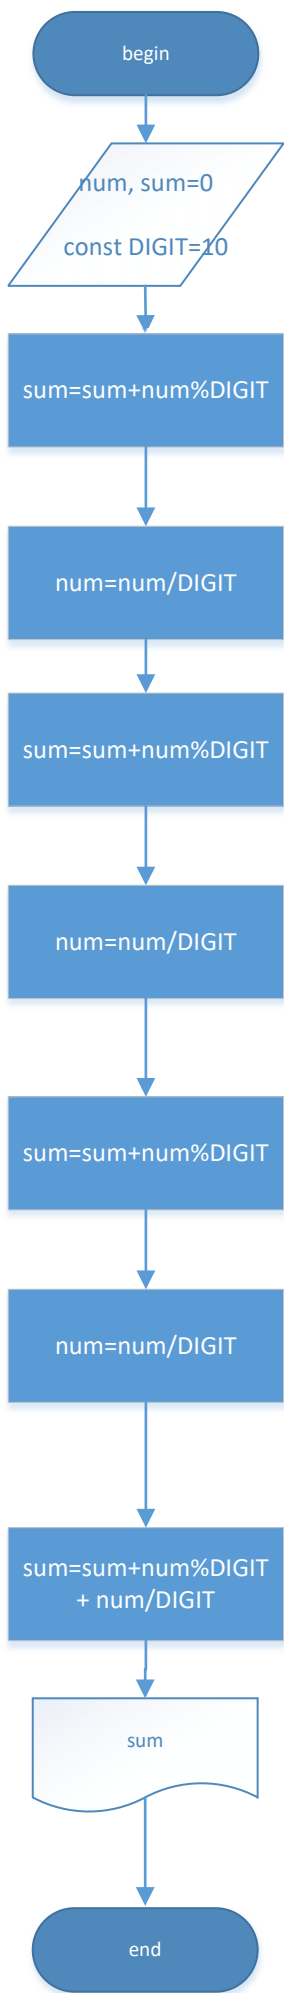 begin
num, sum=0
const DIGIT=10
sum=sum+num%DIGIT
num=num/DIGIT
sum=sum+num%DIGIT
num=num/DIGIT
sum=sum+num%DIGIT
num=num/DIGIT
sum=sum+num%DIGIT
+ num/DIGIT
sum
end